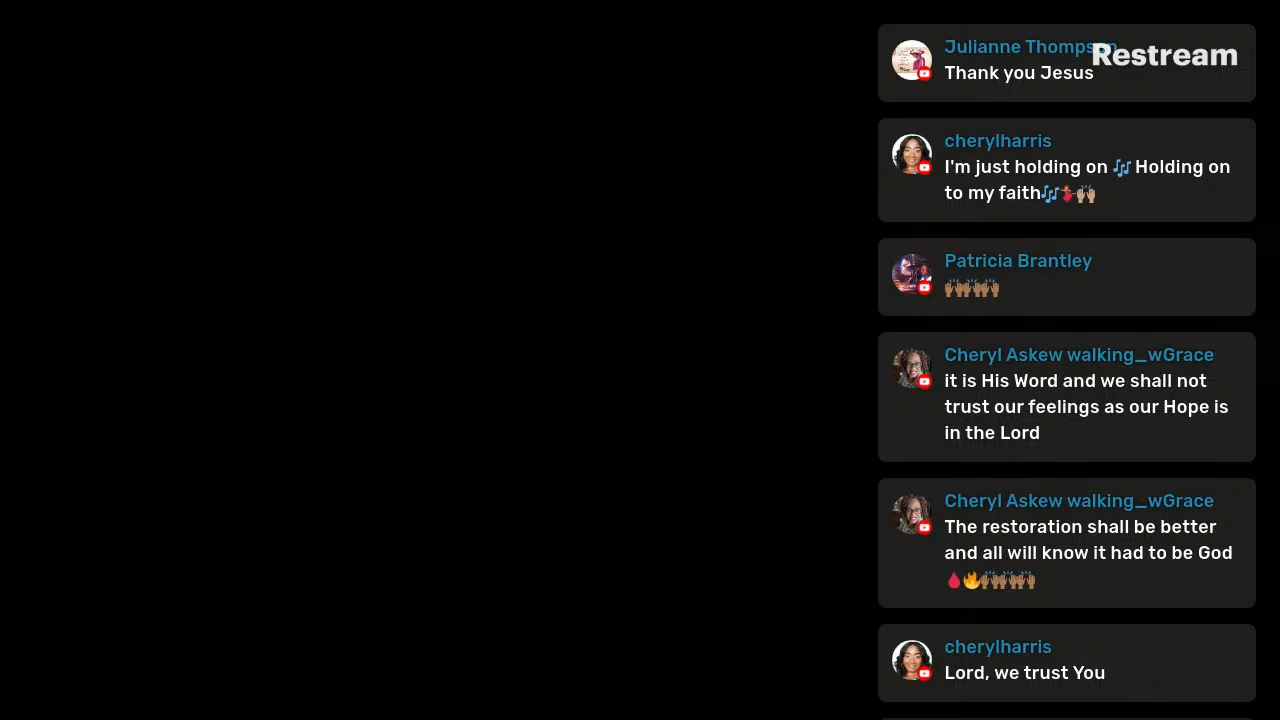 Julianne Thompson
Restream
Thank you Jesus
cherylharris
I'm just holding on 🎶 Holding on
to my faith🎶💃🏽🙌🏽
Patricia Brantley
🙌🏾🙌🏾🙌🏾
Cheryl Askew walking_wGrace
it is His Word and we shall not
trust our feelings as our Hope is
in the Lord
Cheryl Askew walking_wGrace
The restoration shall be better
and all will know it had to be God
🩸🔥🙌🏾🙌🏾🙌🏾
cherylharris
Lord, we trust You